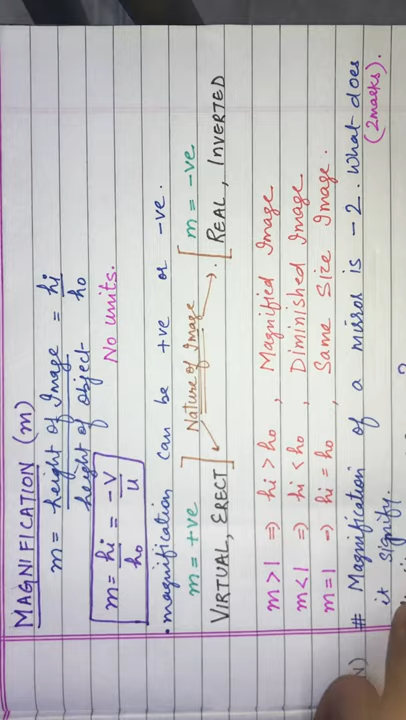 MAGNIFICATION (m)
m = height of Image = hi
height of object ho
m = hi = -v
ho u
No units.
• magnification can be +ve or -ve.
m = +ve ] Nature of Image [ m = -ve
VIRTUAL, ERECT] [REAL, INVERTED
m > 1 ⇒ hi > ho , Magnified Image
m < 1 ⇒ hi < ho , Diminished Image
m = 1 ⇒ hi = ho , Same Size Image.
# Magnification of a mirror is -2. What does
it signify. (2 marks).